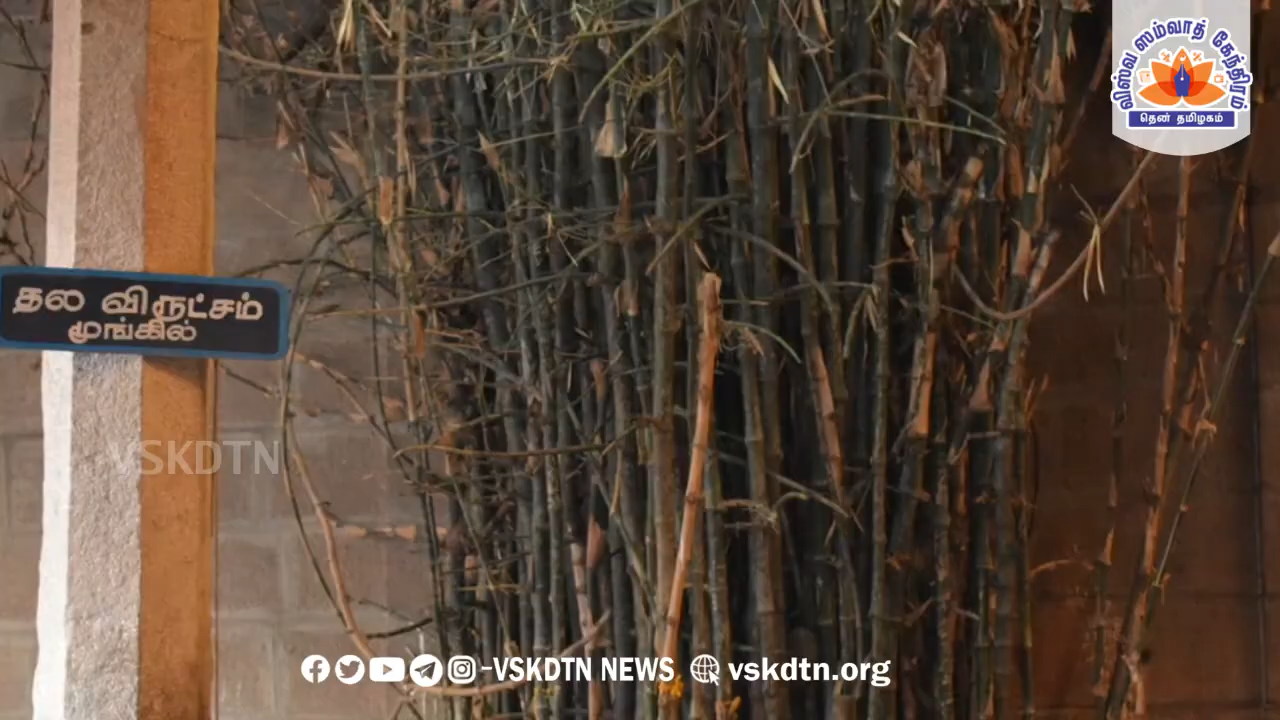 விஸ்வ ஸம்வாத் கேந்திரம்
தென் தமிழகம்
தல விருட்சம்
மூங்கில்
VSKDTN
-VSKDTN NEWS vskdtn.org